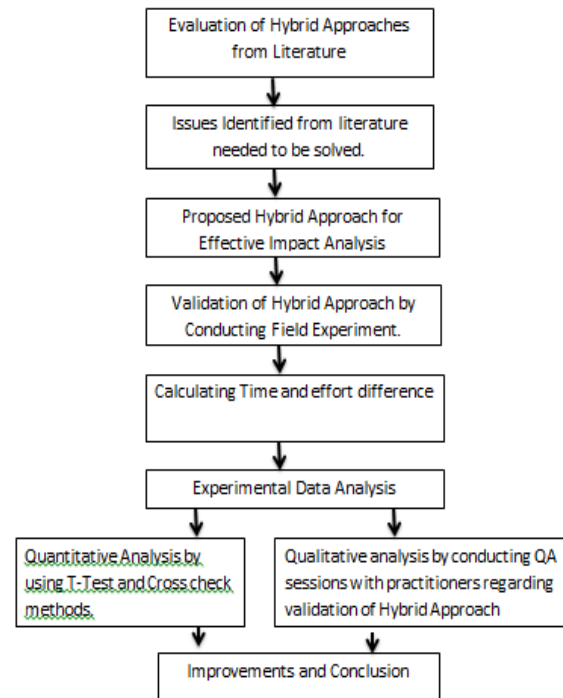 Evaluation of Hybrid Approaches
from Literature
Issues Identified from literature
needed to be solved.
Proposed Hybrid Approach for
Effective Impact Analysis
Validation of Hybrid Approach by
Conducting Field Experiment.
Calculating Time and effort difference
Experimental Data Analysis
Quantitative Analysis by
using T-Test and Cross check
methods.
Qualitative analysis by conducting QA
sessions with practitioners regarding
validation of Hybrid Approach
Improvements and Conclusion